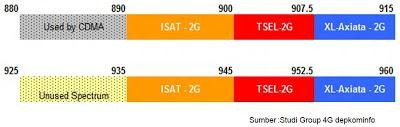 880 890 900 907.5 915
Used by CDMA ISAT - 2G TSEL-2G XL-Axiata - 2G
925 935 945 952.5 960
Unused Spectrum ISAT - 2G TSEL-2G XL-Axiata - 2G
Sumber :Studi Group 4G depkominfo